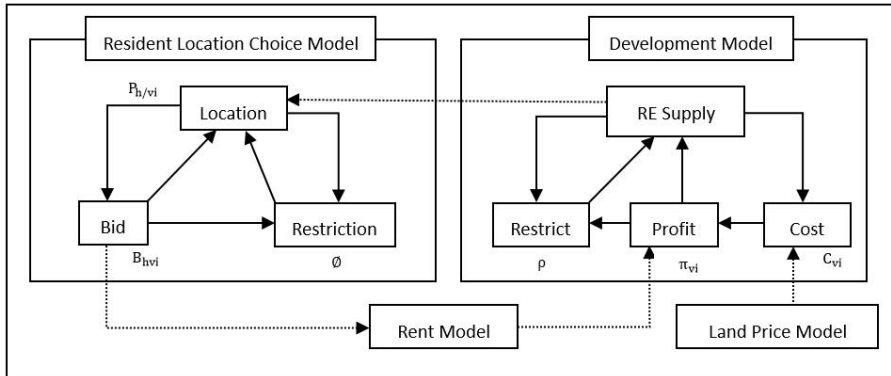 Resident Location Choice Model
Development Model
P_h/vi
Location
RE Supply
Bid
Restriction
Restrict
Profit
Cost
B_hvi
Ø
ρ
π_vi
C_vi
Rent Model
Land Price Model